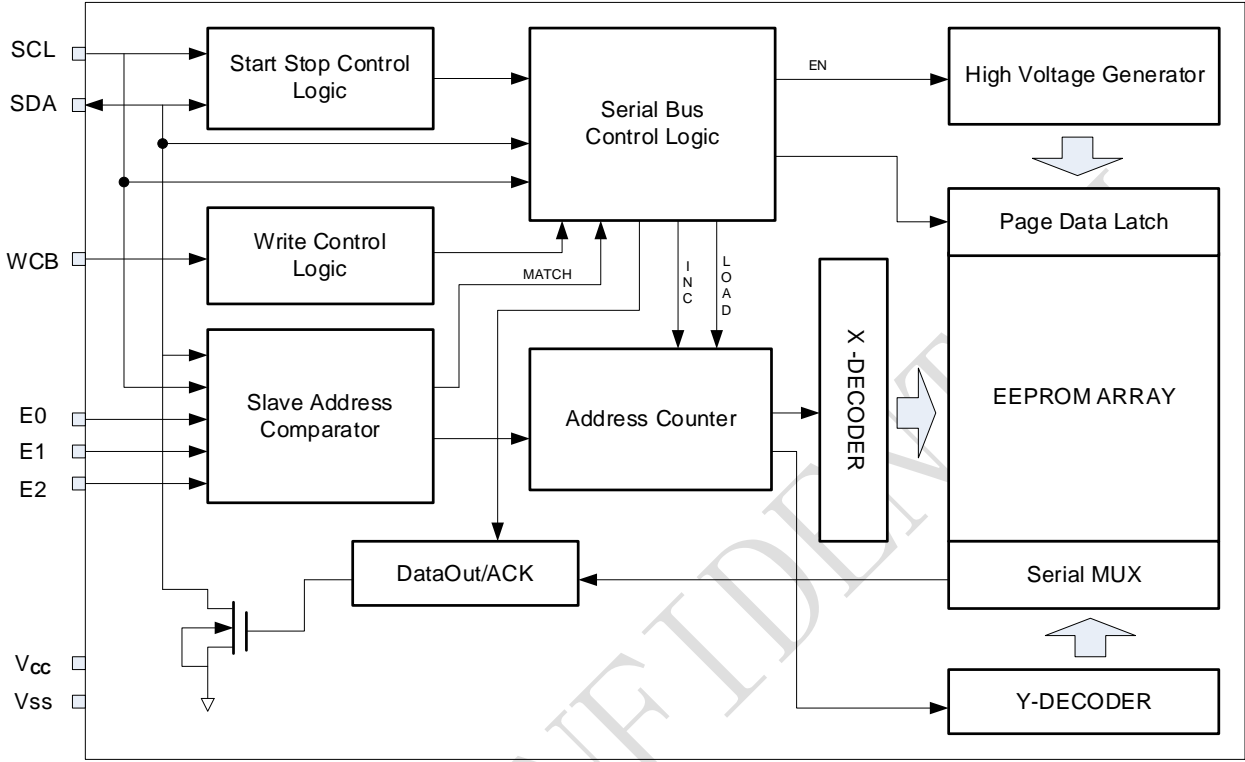 SCL
SDA
WCB
E0
E1
E2
Vcc
Vss
Start Stop Control
Logic
Write Control
Logic
Slave Address
Comparator
MATCH
Serial Bus
Control Logic
INC
LOAD
EN
High Voltage Generator
Page Data Latch
EEPROM ARRAY
Serial MUX
Y-DECODER
X -DECODER
Address Counter
DataOut/ACK